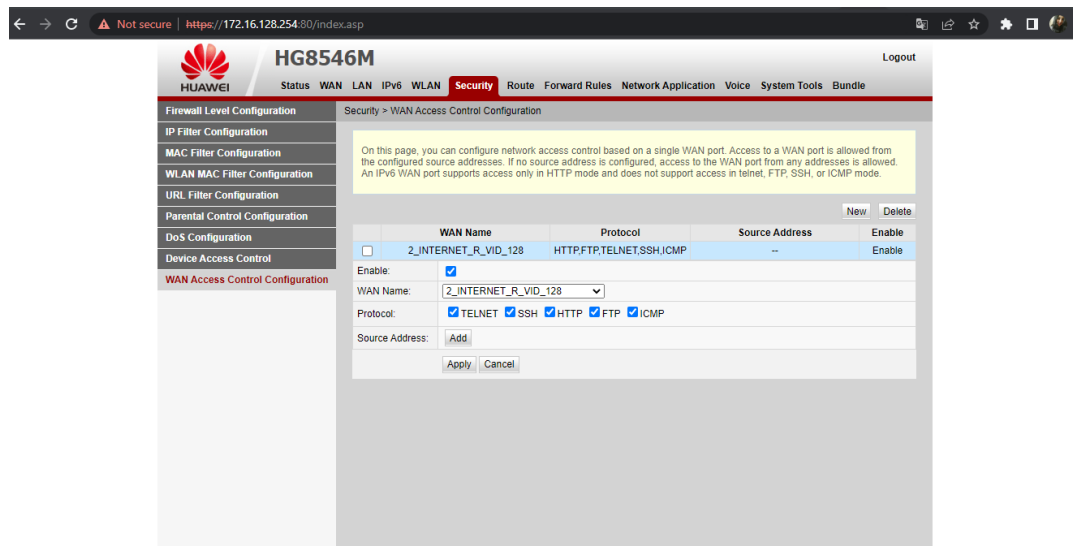 Not secure | https://172.16.128.254:80/index.asp
HUAWEI
HG8546M
Logout
Status WAN LAN IPv6 WLAN Security Route Forward Rules Network Application Voice System Tools Bundle
Firewall Level Configuration
IP Filter Configuration
MAC Filter Configuration
WLAN MAC Filter Configuration
URL Filter Configuration
Parental Control Configuration
DoS Configuration
Device Access Control
WAN Access Control Configuration
Security > WAN Access Control Configuration
On this page, you can configure network access control based on a single WAN port. Access to a WAN port is allowed from
the configured source addresses. If no source address is configured, access to the WAN port from any addresses is allowed.
An IPv6 WAN port supports access only in HTTP mode and does not support access in telnet, FTP, SSH, or ICMP mode.
New Delete
WAN Name Protocol Source Address Enable
2_INTERNET_R_VID_128 HTTP,FTP,TELNET,SSH,ICMP -- Enable
Enable:
WAN Name: 2_INTERNET_R_VID_128
Protocol: TELNET SSH HTTP FTP ICMP
Source Address: Add
Apply Cancel